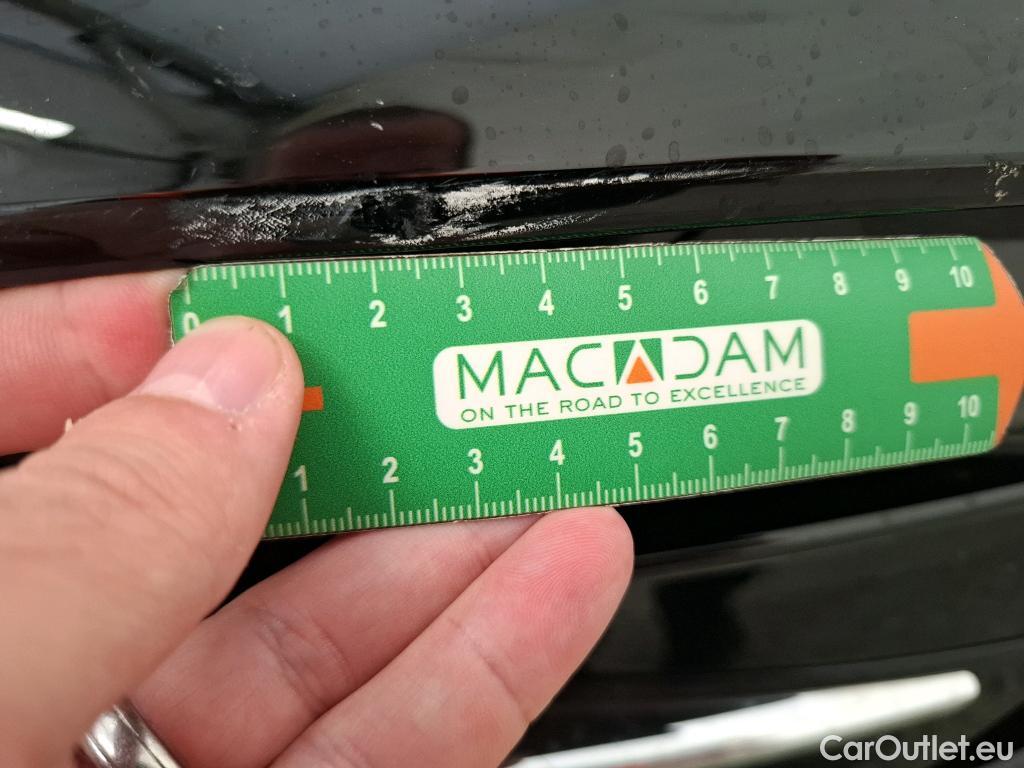 0 1 2 3 4 5 6 7 8 9 10
MACADAM
ON THE ROAD TO EXCELLENCE
1 2 3 4 5 6 7 8 9 10
CarOutlet.eu